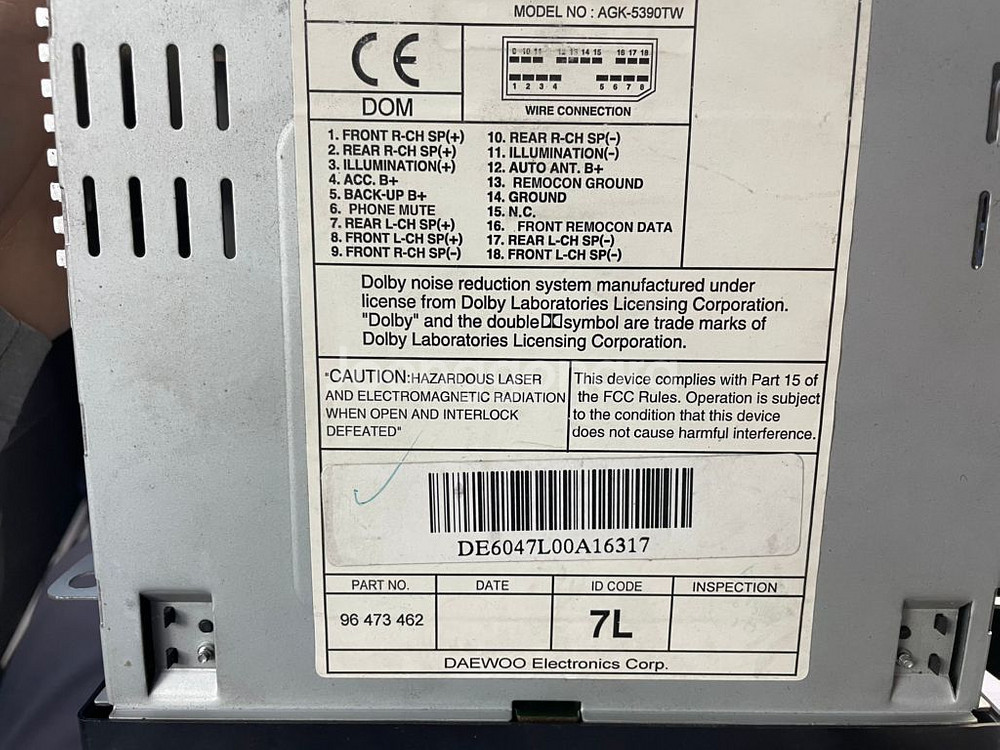 MODEL NO : AGK-5390TW
CE
DOM
9 10 11 12 13 14 15 16 17 18
1 2 3 4 5 6 7 8
WIRE CONNECTION
1. FRONT R-CH SP(+)
2. REAR R-CH SP(+)
3. ILLUMINATION(+)
4. ACC. B+
5. BACK-UP B+
6. PHONE MUTE
7. REAR L-CH SP(+)
8. FRONT L-CH SP(+)
9. FRONT R-CH SP(-)
10. REAR R-CH SP(-)
11. ILLUMINATION(-)
12. AUTO ANT. B+
13. REMOCON GROUND
14. GROUND
15. N.C.
16. FRONT REMOCON DATA
17. REAR L-CH SP(-)
18. FRONT L-CH SP(-)
Dolby noise reduction system manufactured under
license from Dolby Laboratories Licensing Corporation.
"Dolby" and the double DD symbol are trade marks of
Dolby Laboratories Licensing Corporation.
"CAUTION:HAZARDOUS LASER
AND ELECTROMAGNETIC RADIATION
WHEN OPEN AND INTERLOCK
DEFEATED"
This device complies with Part 15 of
the FCC Rules. Operation is subject
to the condition that this device
does not cause harmful interference.
DE6047L00A16317
PART NO. DATE ID CODE INSPECTION
96 473 462 7L
DAEWOO Electronics Corp.